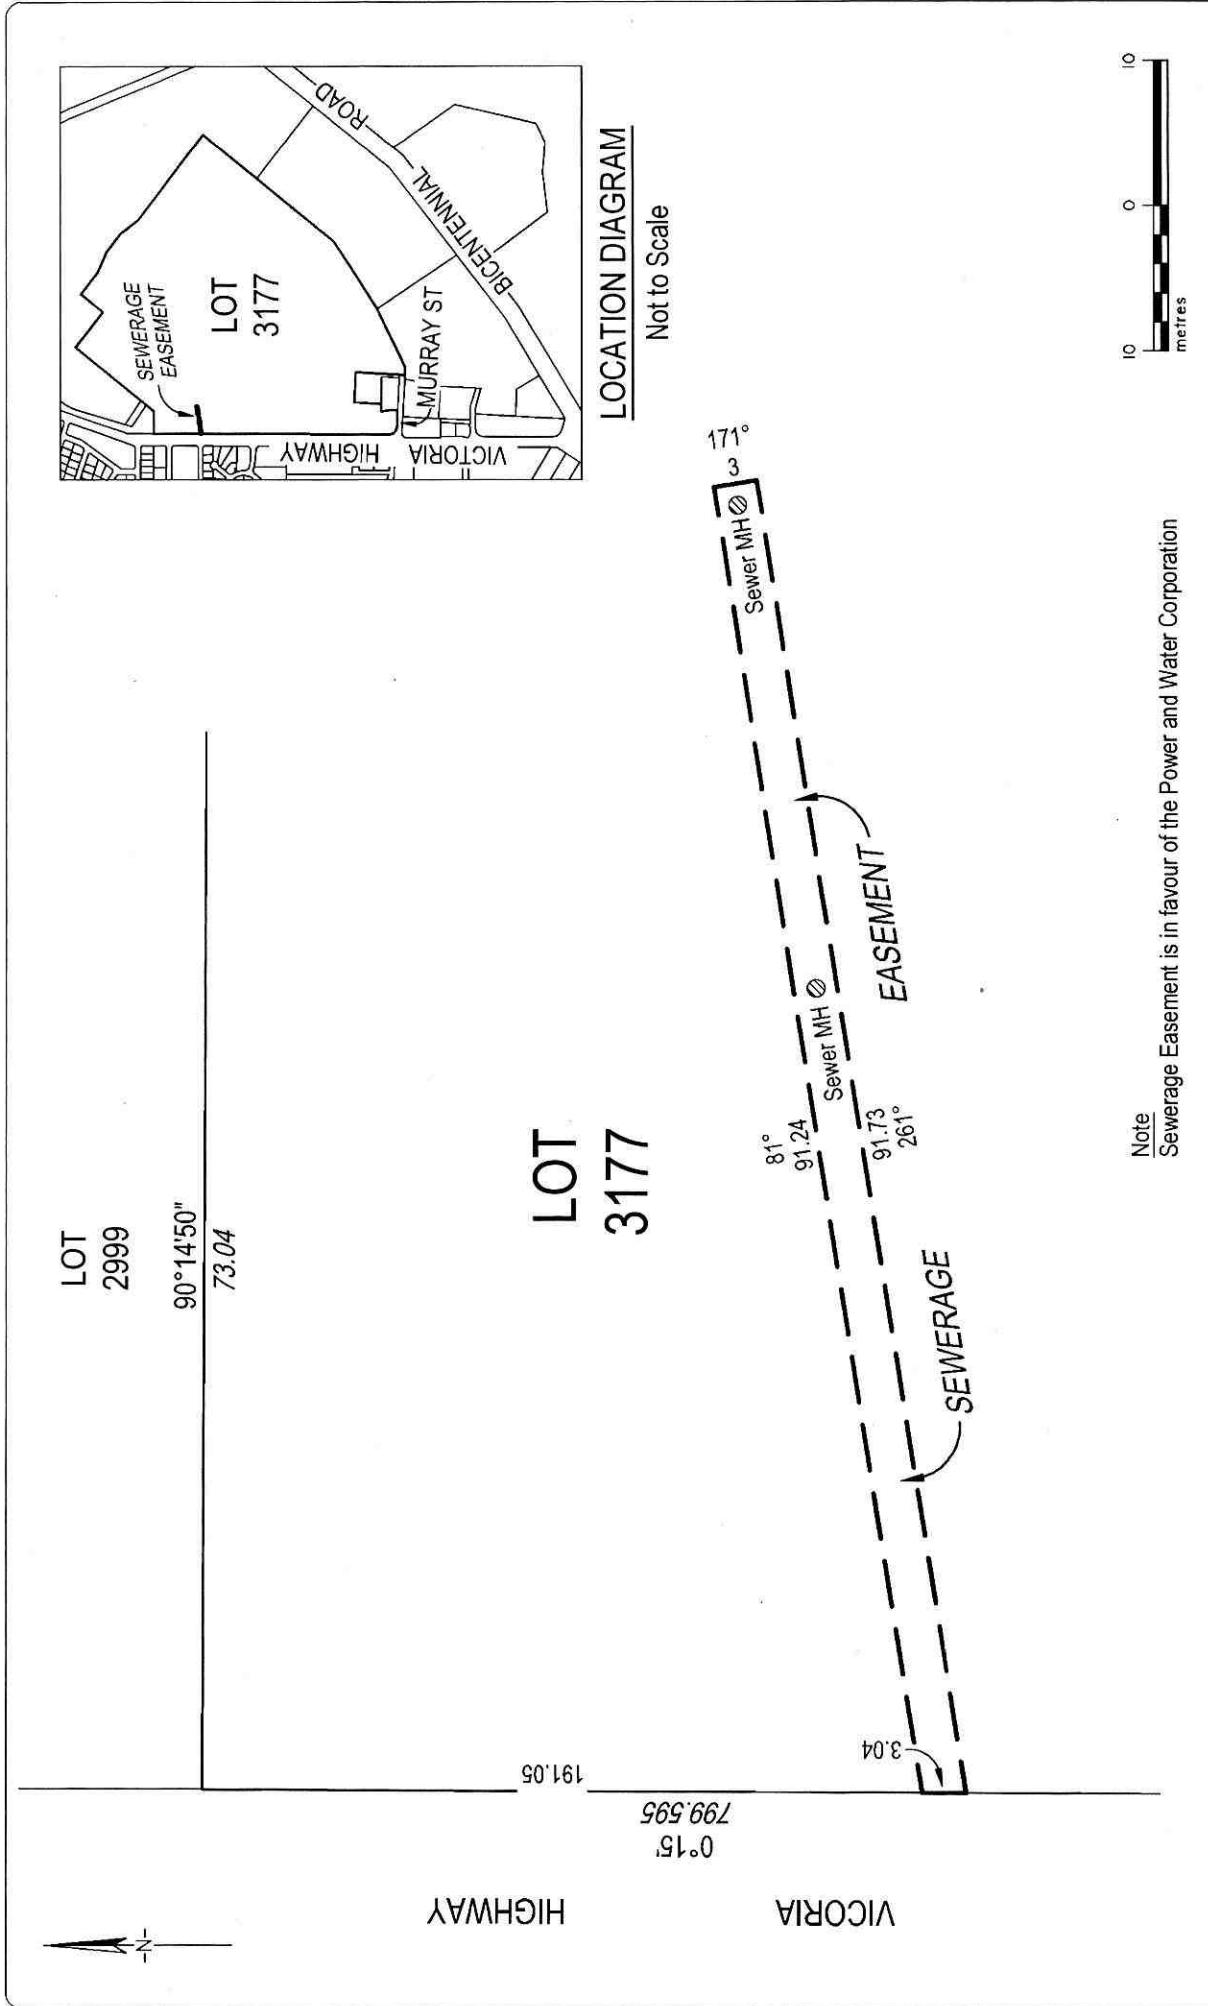 LOT
2999
90°14'50"
73.04
SEWERAGE
EASEMENT
LOT
3177
ROAD
BICENTENNIAL
MURRAY ST
HIGHWAY
VICTORIA
LOCATION DIAGRAM
Not to Scale
-N-
HIGHWAY
VICORIA
0°15'
799.595
191.05
3.04
LOT
3177
81°
91.24
91.73
261°
Sewer MH
Sewer MH
171°
3
SEWERAGE
EASEMENT
Note
Sewerage Easement is in favour of the Power and Water Corporation
10
0
10
metres